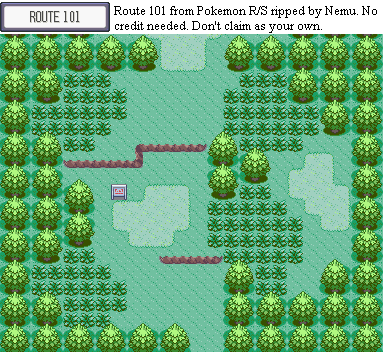 ROUTE 101
Route 101 from Pokemon R/S ripped by Nemu. No
credit needed. Don't claim as your own.